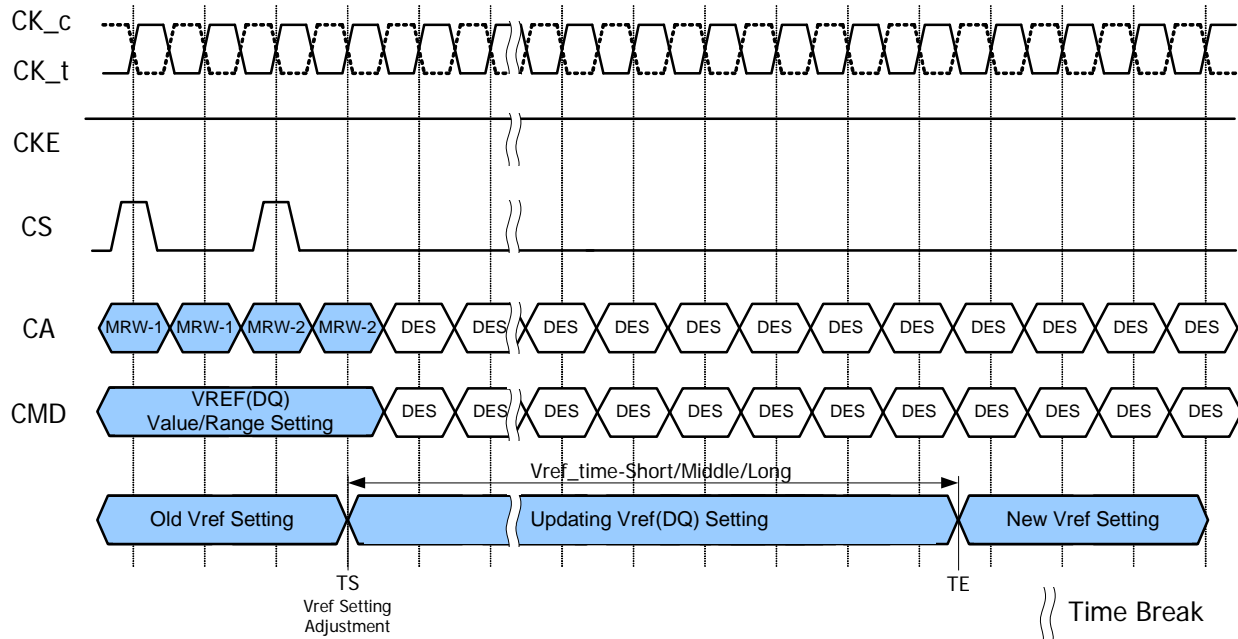 CK_c
CK_t
CKE
CS
CA
MRW-1 MRW-1 MRW-2 MRW-2 DES DES DES DES DES DES DES DES DES DES DES DES
CMD
VREF(DQ)
Value/Range Setting
DES DES DES DES DES DES DES DES DES DES DES DES
Vref_time-Short/Middle/Long
Old Vref Setting
Updating Vref(DQ) Setting
New Vref Setting
TS
Vref Setting
Adjustment
TE
Time Break